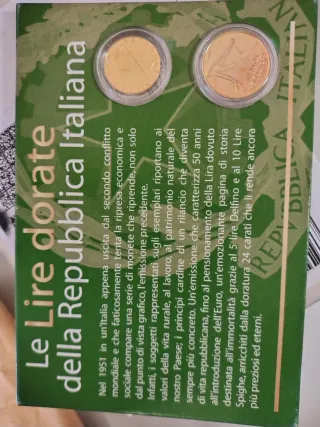 Le Lire dorate
della Repubblica Italiana
Nel 1951 in un'Italia appena uscita dal secondo conflitto
mondiale e che faticosamente tenta la ripresa economica e
sociale compare una serie di monete che riprende, non solo
dal punto di vista grafico, l'emissione precedente.
Infatti, i soggetti rappresentati sugli esemplari riportano ai
valori della vita rurale, al lavoro e al patrimonio naturale del
nostro Paese; i principi cardine di un rilancio che diventa
sempre più concreto. Un'emissione che caratterizza 50 anni
di vita repubblicana, fino al pensionamento della Lira dovuto
all'introduzione dell'Euro, un'emozionante pagina di storia
destinata all'immortalità grazie al 5 lire Delfino e al 10 Lire
Spighe, arricchiti dalla doratura 24 carati che li rende ancora
più preziosi ed eterni.
REPUBBLICA ITALIAN